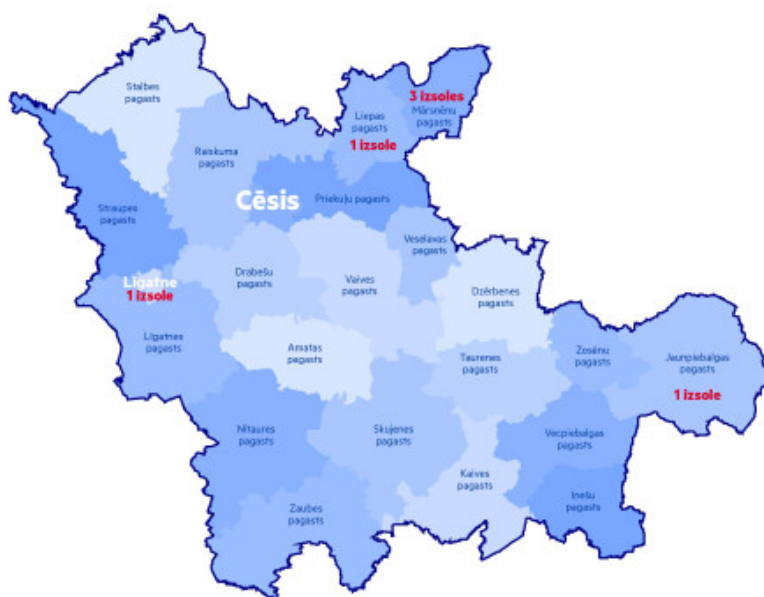 Stalbes
pagasts
3 izsoles
Mārsnēnu
pagasts
Liepas
pagasts
1 izsole
Raiskuma
pagasts
Cēsis
Priekuļu pagasts
Straupes
pagasts
Veselavas
pagasts
Līgatne
1 izsole
Drabešu
pagasts
Vaives
pagasts
Dzērbenes
pagasts
Līgatnes
pagasts
Amatas
pagasts
Taurenes
pagasts
Zosēnu
pagasts
Jaunpiebalgas
pagasts
1 izsole
Nītaures
pagasts
Skujenes
pagasts
Vecpiebalgas
pagasts
Kaives
pagasts
Inešu
pagasts
Zaubes
pagasts